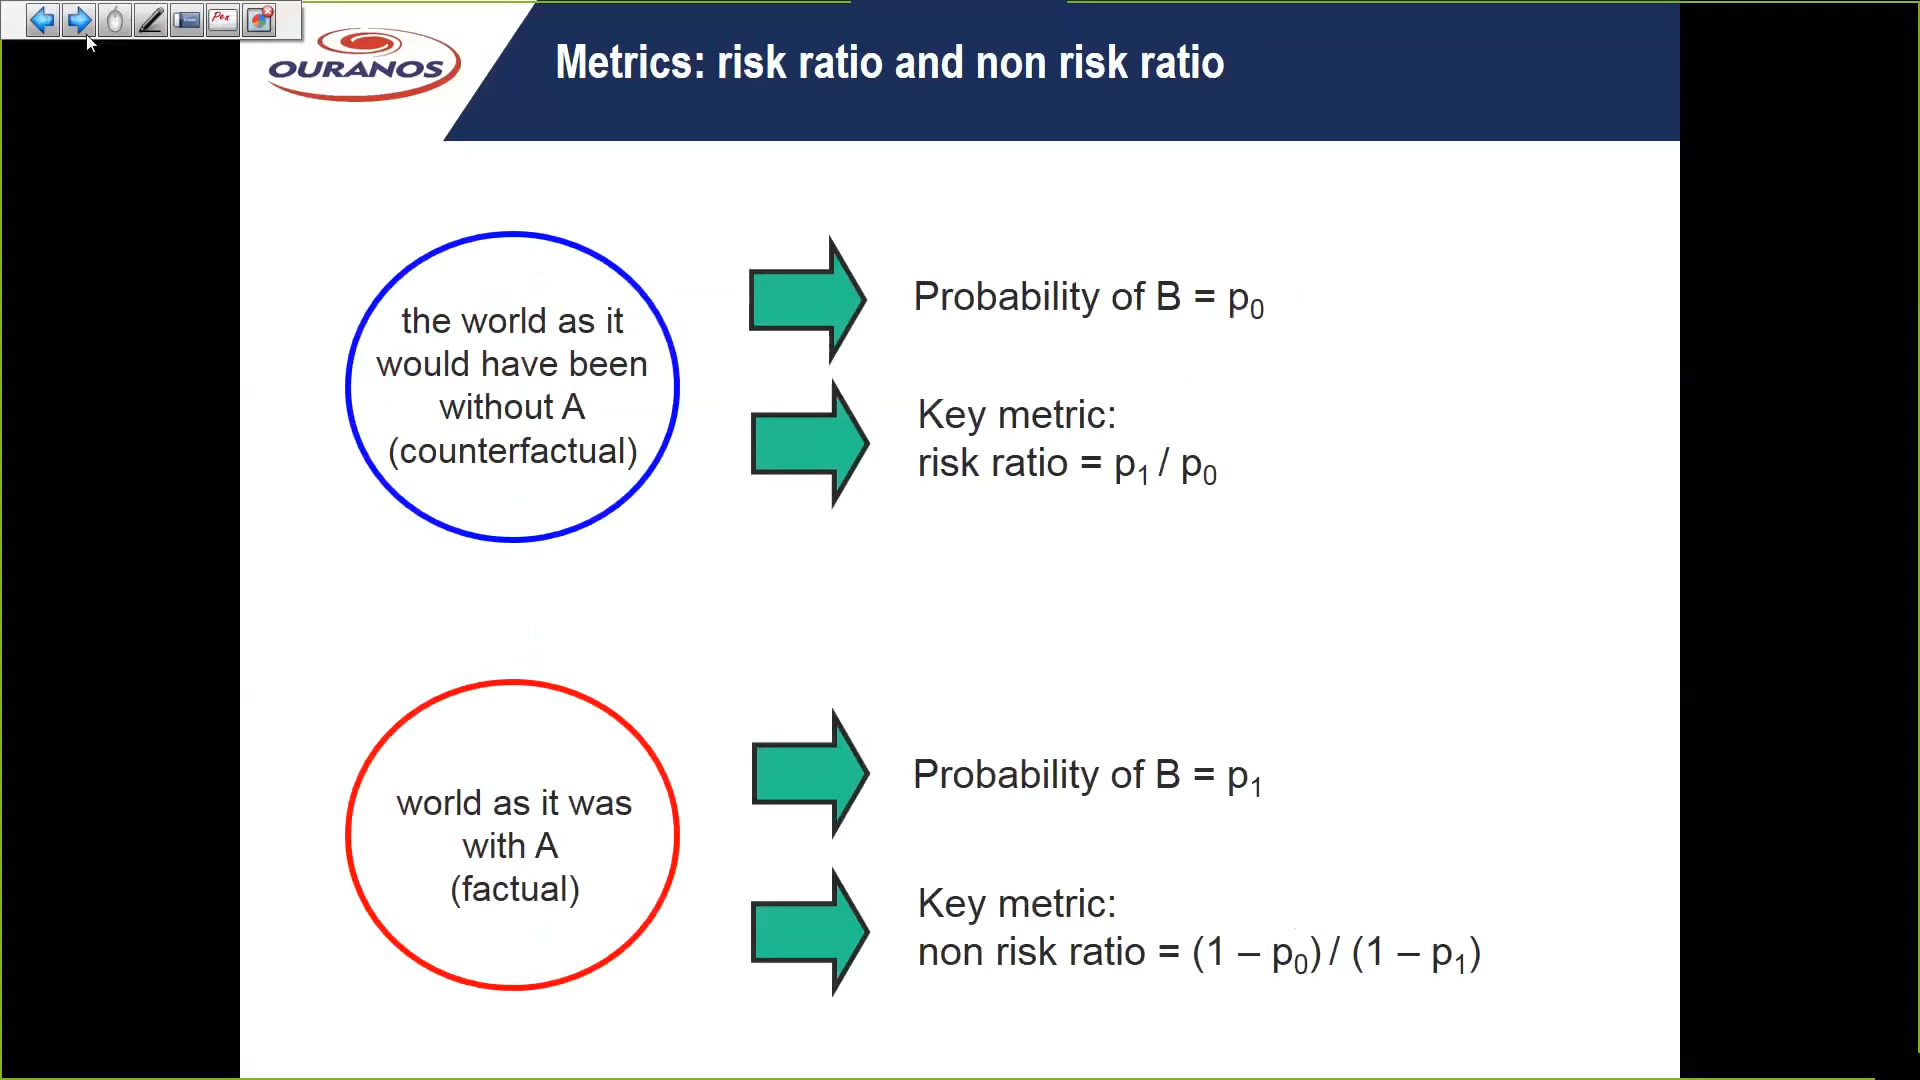 Pen
OURANOS
Metrics: risk ratio and non risk ratio
the world as it
would have been
without A
(counterfactual)
Probability of B = p₀
Key metric:
risk ratio = p₁ / p₀
world as it was
with A
(factual)
Probability of B = p₁
Key metric:
non risk ratio = (1 – p₀) / (1 – p₁)